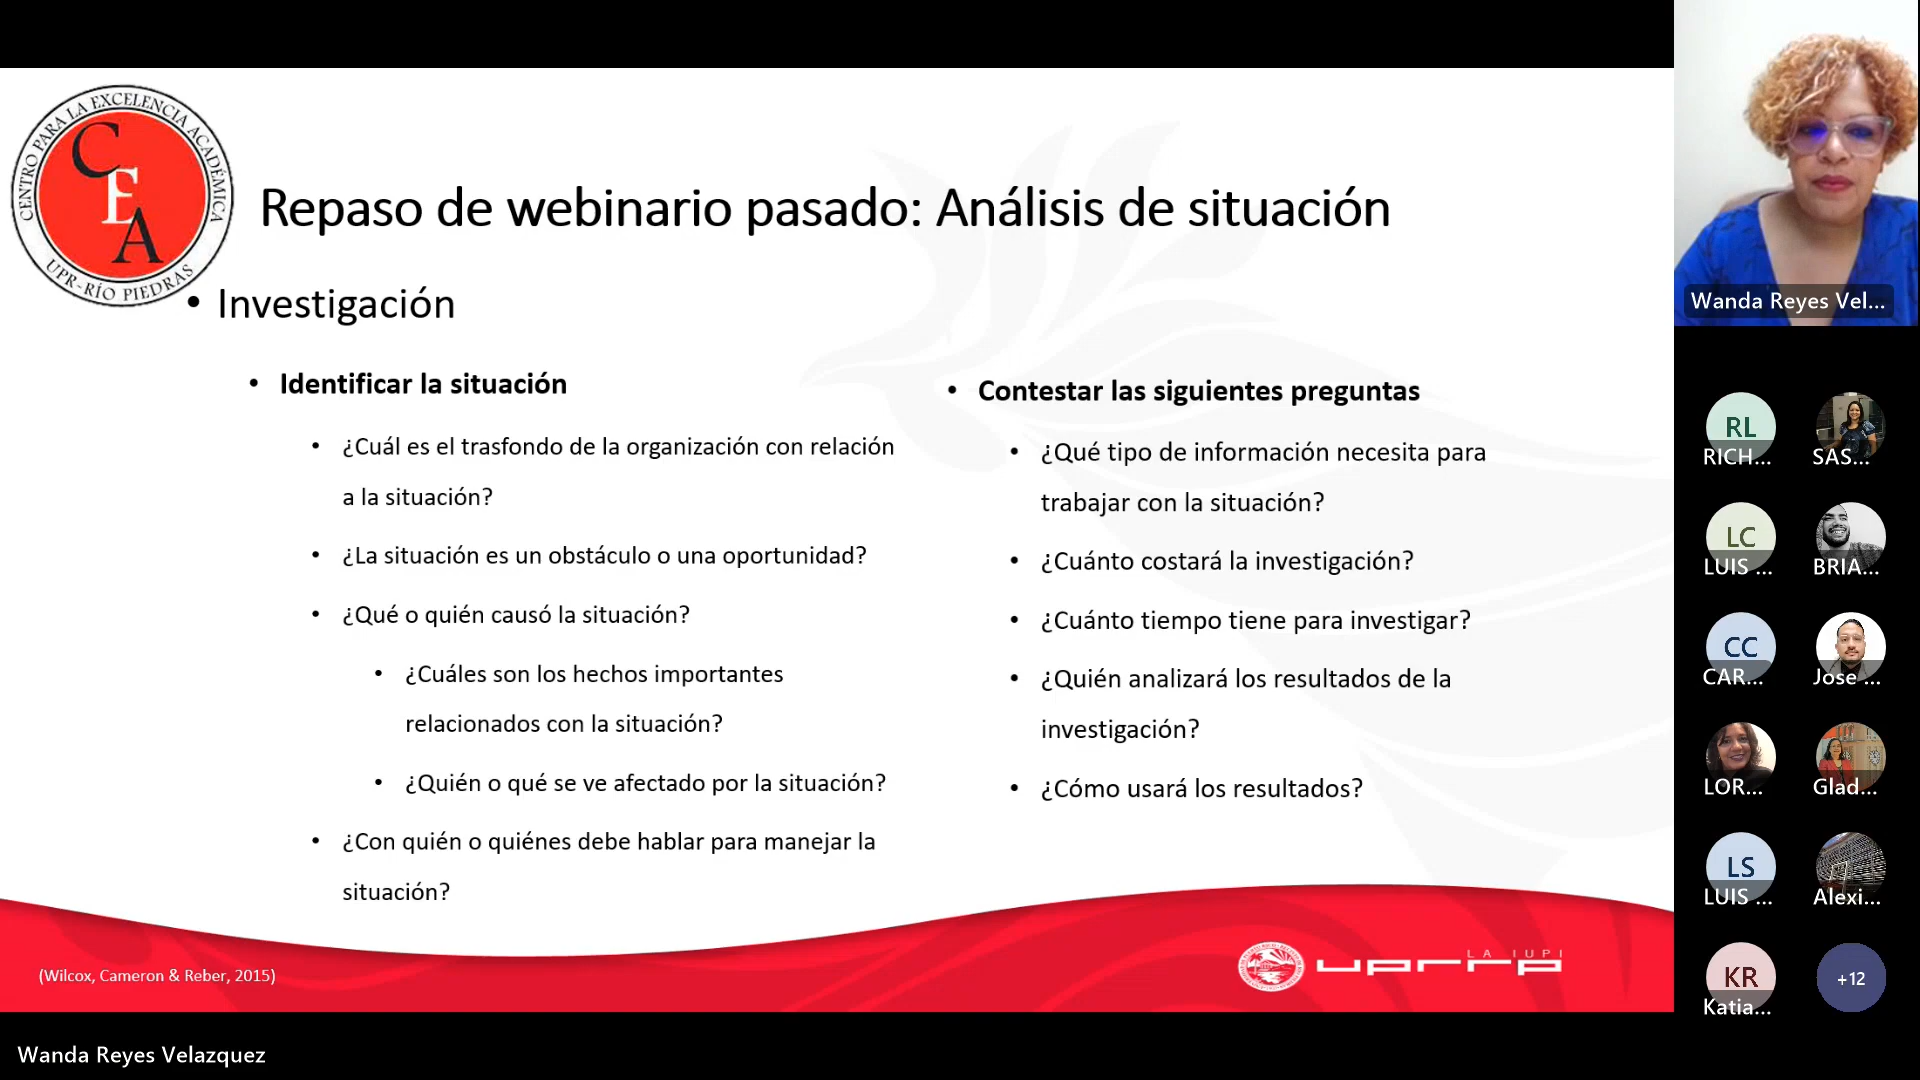 CENTRO PARA LA EXCELENCIA ACADÉMICA
CEA
UPR-RÍO PIEDRAS
Repaso de webinario pasado: Análisis de situación
• Investigación
• Identificar la situación
• ¿Cuál es el trasfondo de la organización con relación
a la situación?
• ¿La situación es un obstáculo o una oportunidad?
• ¿Qué o quién causó la situación?
• ¿Cuáles son los hechos importantes
relacionados con la situación?
• ¿Quién o qué se ve afectado por la situación?
• ¿Con quién o quiénes debe hablar para manejar la
situación?
• Contestar las siguientes preguntas
• ¿Qué tipo de información necesita para
trabajar con la situación?
• ¿Cuánto costará la investigación?
• ¿Cuánto tiempo tiene para investigar?
• ¿Quién analizará los resultados de la
investigación?
• ¿Cómo usará los resultados?
(Wilcox, Cameron & Reber, 2015)
LA IUPI
uprrp
Wanda Reyes Vel...
RL
RICH...
SAS...
LC
LUIS ...
BRIA...
CC
CAR...
Jose ...
LOR...
Glad...
LS
LUIS ...
Alexi...
KR
Katia...
+12
Wanda Reyes Velazquez